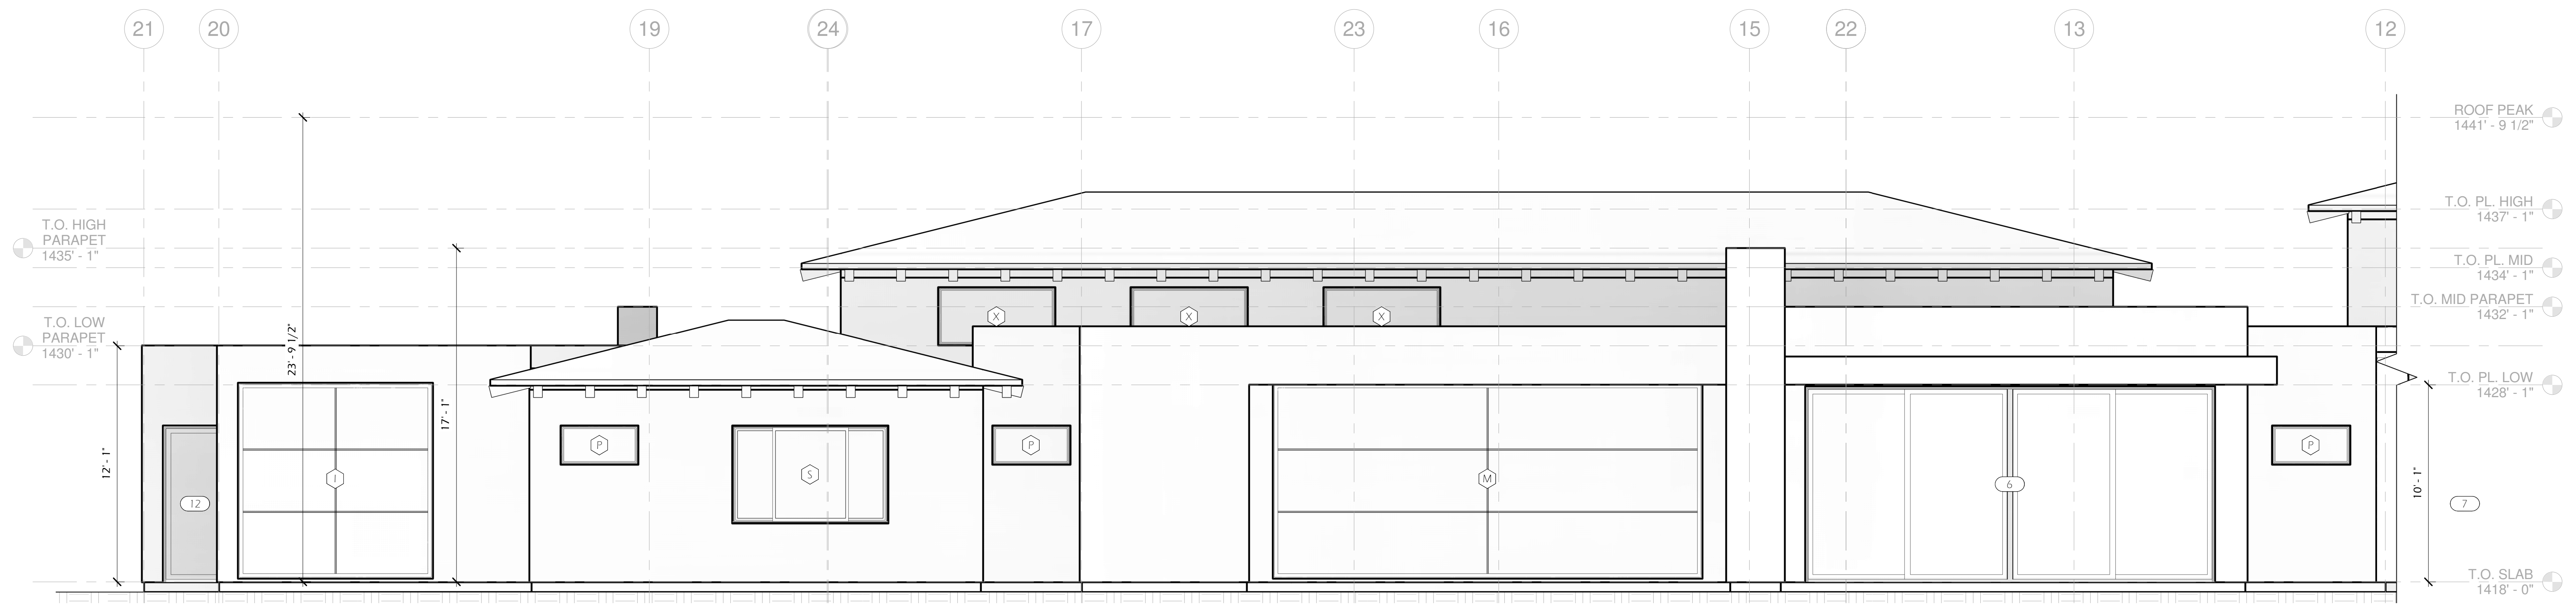 21
20
19
24
17
23
16
15
22
13
12
ROOF PEAK
1441' - 9 1/2"
T.O. HIGH
PARAPET
1435' - 1"
T.O. PL. HIGH
1437' - 1"
T.O. PL. MID
1434' - 1"
T.O. MID PARAPET
1432' - 1"
T.O. LOW
PARAPET
1430' - 1"
T.O. PL. LOW
1428' - 1"
T.O. SLAB
1418' - 0"
X
X
X
23' - 9 1/2"
17' - 1"
12' - 1"
10' - 1"
P
P
P
I
S
M
6
12
7